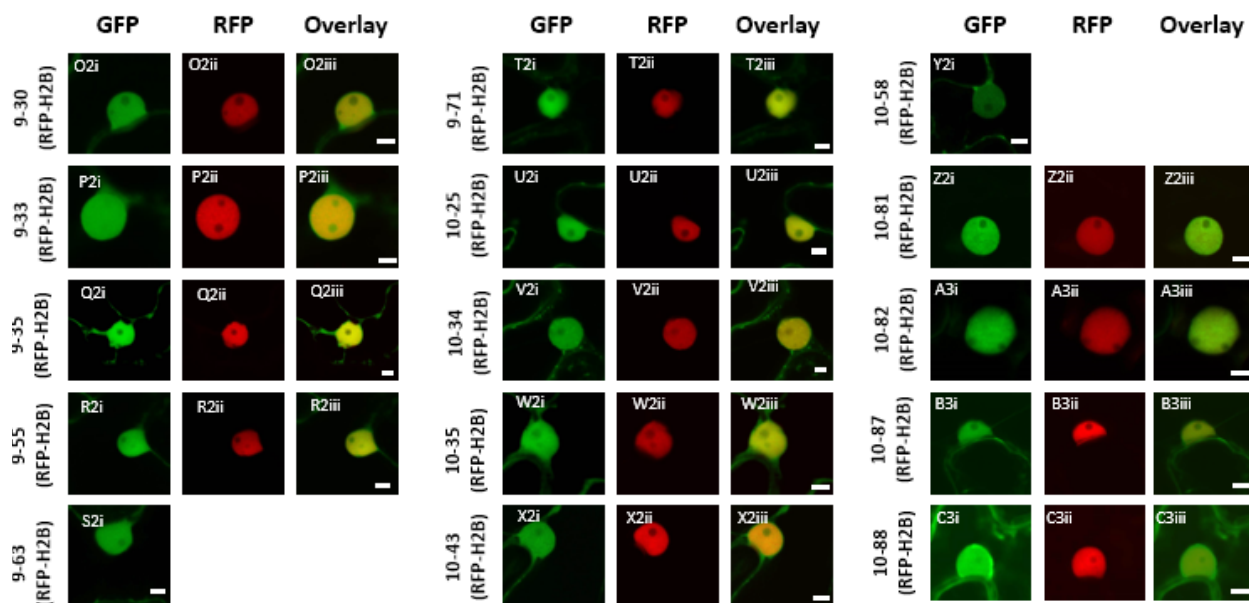 GFP RFP Overlay
9-30
(RFP-H2B)
O2i O2ii O2iii
9-33
(RFP-H2B)
P2i P2ii P2iii
9-35
(RFP-H2B)
Q2i Q2ii Q2iii
9-55
(RFP-H2B)
R2i R2ii R2iii
9-63
(RFP-H2B)
S2i
GFP RFP Overlay
9-71
(RFP-H2B)
T2i T2ii T2iii
10-25
(RFP-H2B)
U2i U2ii U2iii
10-34
(RFP-H2B)
V2i V2ii V2iii
10-35
(RFP-H2B)
W2i W2ii W2iii
10-43
(RFP-H2B)
X2i X2ii X2iii
GFP RFP Overlay
10-58
(RFP-H2B)
Y2i
10-81
(RFP-H2B)
Z2i Z2ii Z2iii
10-82
(RFP-H2B)
A3i A3ii A3iii
10-87
(RFP-H2B)
B3i B3ii B3iii
10-88
(RFP-H2B)
C3i C3ii C3iii